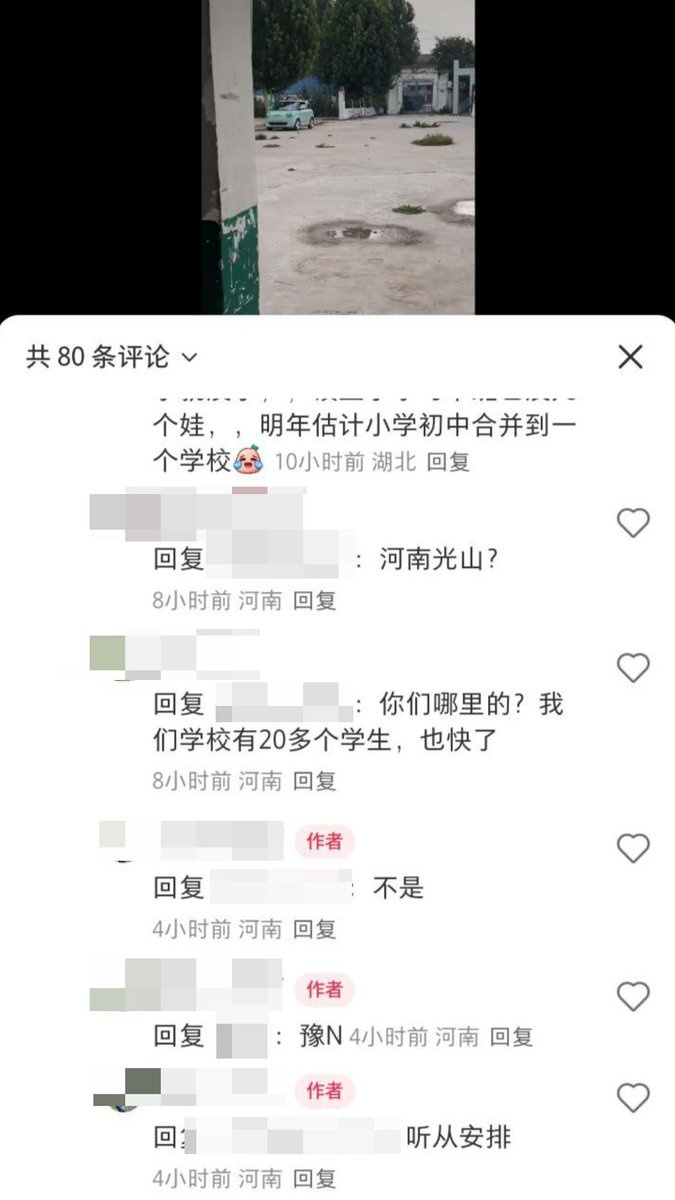 共 80 条评论
个娃，，明年估计小学初中合并到一
个学校 10小时前 湖北 回复
回复 ：河南光山？
8小时前 河南 回复
回复 ：你们哪里的？我
们学校有20多个学生，也快了
8小时前 河南 回复
作者
回复 ：不是
4小时前 河南 回复
作者
回复 ：豫N 4小时前 河南 回复
作者
回 听从安排
4小时前 河南 回复